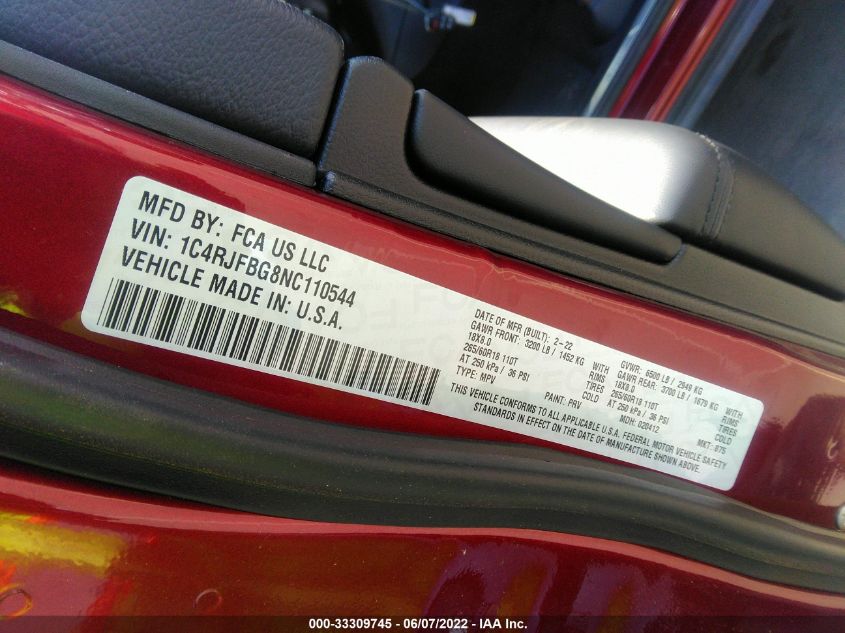 MFD BY: FCA US LLC
VIN: 1C4RJFBG8NC110544
VEHICLE MADE IN: U.S.A.
DATE OF MFR (BUILT): 2-22
GAWR FRONT: 3200 LB / 1452 KG WITH
18X8.0 RIMS
265/60R18 110T TIRES
AT 250 kPa / 36 PSI COLD
TYPE: MPV PAINT: PRV
GVWR: 6500 LB / 2949 KG
GAWR REAR: 3700 LB / 1679 KG WITH
18X8.0 RIMS
265/60R18 110T TIRES
AT 250 kPa / 36 PSI COLD
MDH: 020412 MKT: 875
THIS VEHICLE CONFORMS TO ALL APPLICABLE U.S.A. FEDERAL MOTOR VEHICLE SAFETY
STANDARDS IN EFFECT ON THE DATE OF MANUFACTURE SHOWN ABOVE.
000-33309745 - 06/07/2022 - IAA Inc.